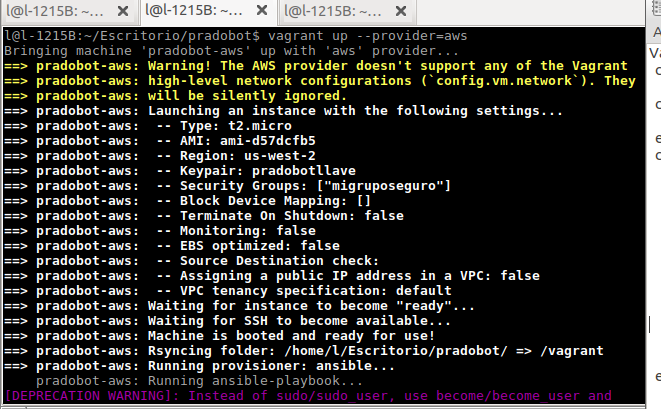 l@l-1215B: ~... l@l-1215B: ~... l@l-1215B: ~...
l@l-1215B:~/Escritorio/pradobot$ vagrant up --provider=aws
Bringing machine 'pradobot-aws' up with 'aws' provider...
==> pradobot-aws: Warning! The AWS provider doesn't support any of the Vagrant
==> pradobot-aws: high-level network configurations (`config.vm.network`). They
==> pradobot-aws: will be silently ignored.
==> pradobot-aws: Launching an instance with the following settings...
==> pradobot-aws:  -- Type: t2.micro
==> pradobot-aws:  -- AMI: ami-d57dcfb5
==> pradobot-aws:  -- Region: us-west-2
==> pradobot-aws:  -- Keypair: pradobotllave
==> pradobot-aws:  -- Security Groups: ["migruposeguro"]
==> pradobot-aws:  -- Block Device Mapping: []
==> pradobot-aws:  -- Terminate On Shutdown: false
==> pradobot-aws:  -- Monitoring: false
==> pradobot-aws:  -- EBS optimized: false
==> pradobot-aws:  -- Source Destination check:
==> pradobot-aws:  -- Assigning a public IP address in a VPC: false
==> pradobot-aws:  -- VPC tenancy specification: default
==> pradobot-aws: Waiting for instance to become "ready"...
==> pradobot-aws: Waiting for SSH to become available...
==> pradobot-aws: Machine is booted and ready for use!
==> pradobot-aws: Rsyncing folder: /home/l/Escritorio/pradobot/ => /vagrant
==> pradobot-aws: Running provisioner: ansible...
    pradobot-aws: Running ansible-playbook...
[DEPRECATION WARNING]: Instead of sudo/sudo_user, use become/become_user and